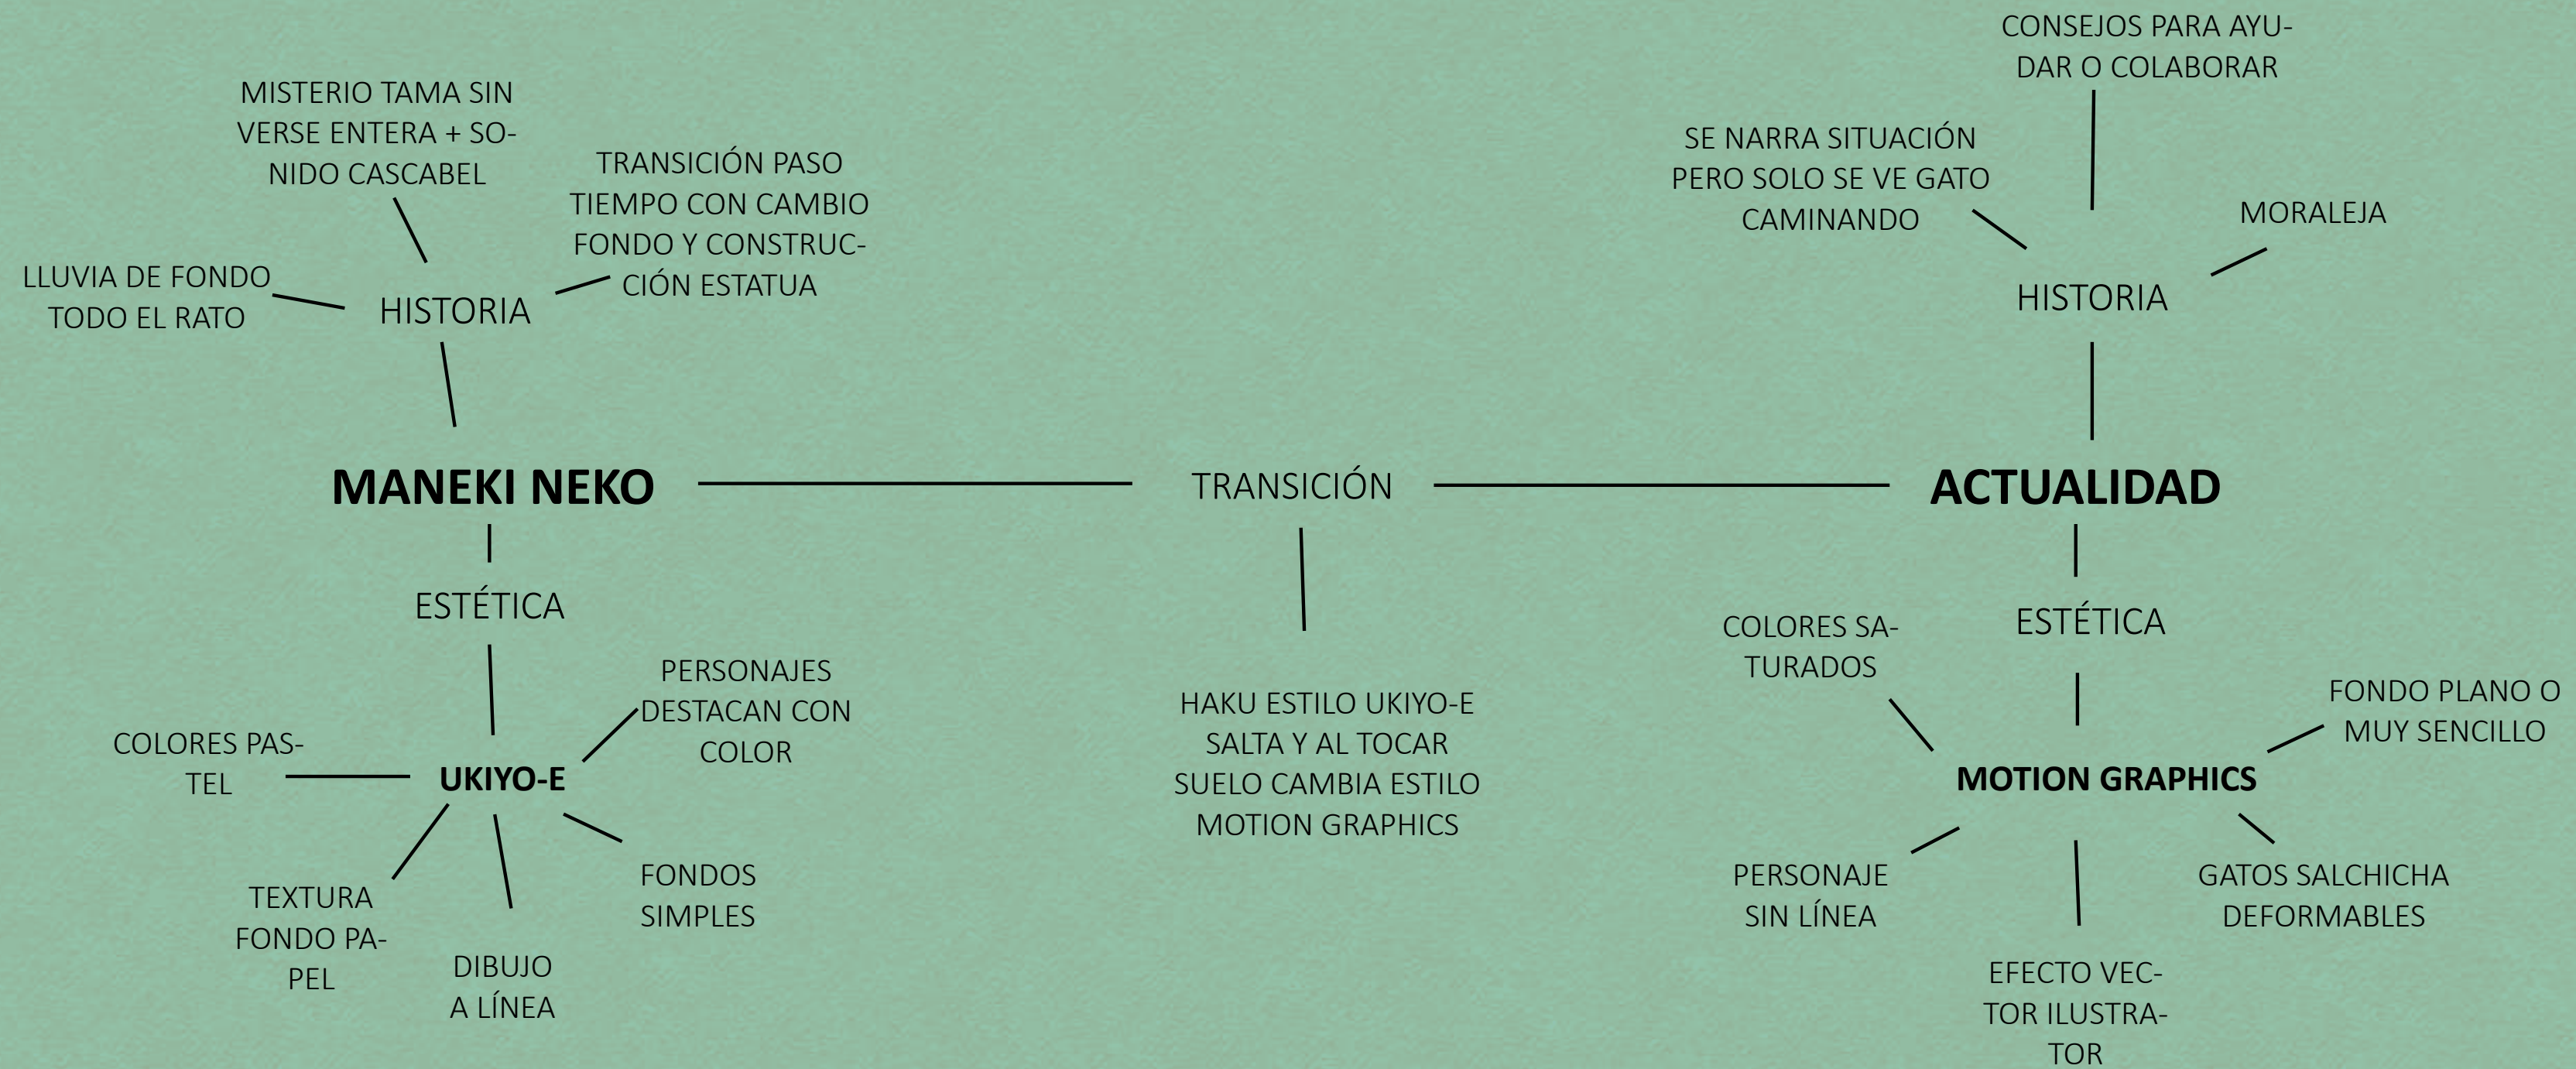 MISTERIO TAMA SIN
VERSE ENTERA + SO-
NIDO CASCABEL
TRANSICIÓN PASO
TIEMPO CON CAMBIO
FONDO Y CONSTRUC-
CIÓN ESTATUA
LLUVIA DE FONDO
TODO EL RATO
HISTORIA
MANEKI NEKO
ESTÉTICA
PERSONAJES
DESTACAN CON
COLOR
COLORES PAS-
TEL
UKIYO-E
TEXTURA
FONDO PA-
PEL
DIBUJO
A LÍNEA
FONDOS
SIMPLES
TRANSICIÓN
HAKU ESTILO UKIYO-E
SALTA Y AL TOCAR
SUELO CAMBIA ESTILO
MOTION GRAPHICS
CONSEJOS PARA AYU-
DAR O COLABORAR
SE NARRA SITUACIÓN
PERO SOLO SE VE GATO
CAMINANDO
MORALEJA
HISTORIA
ACTUALIDAD
ESTÉTICA
COLORES SA-
TURADOS
FONDO PLANO O
MUY SENCILLO
MOTION GRAPHICS
PERSONAJE
SIN LÍNEA
EFECTO VEC-
TOR ILUSTRA-
TOR
GATOS SALCHICHA
DEFORMABLES